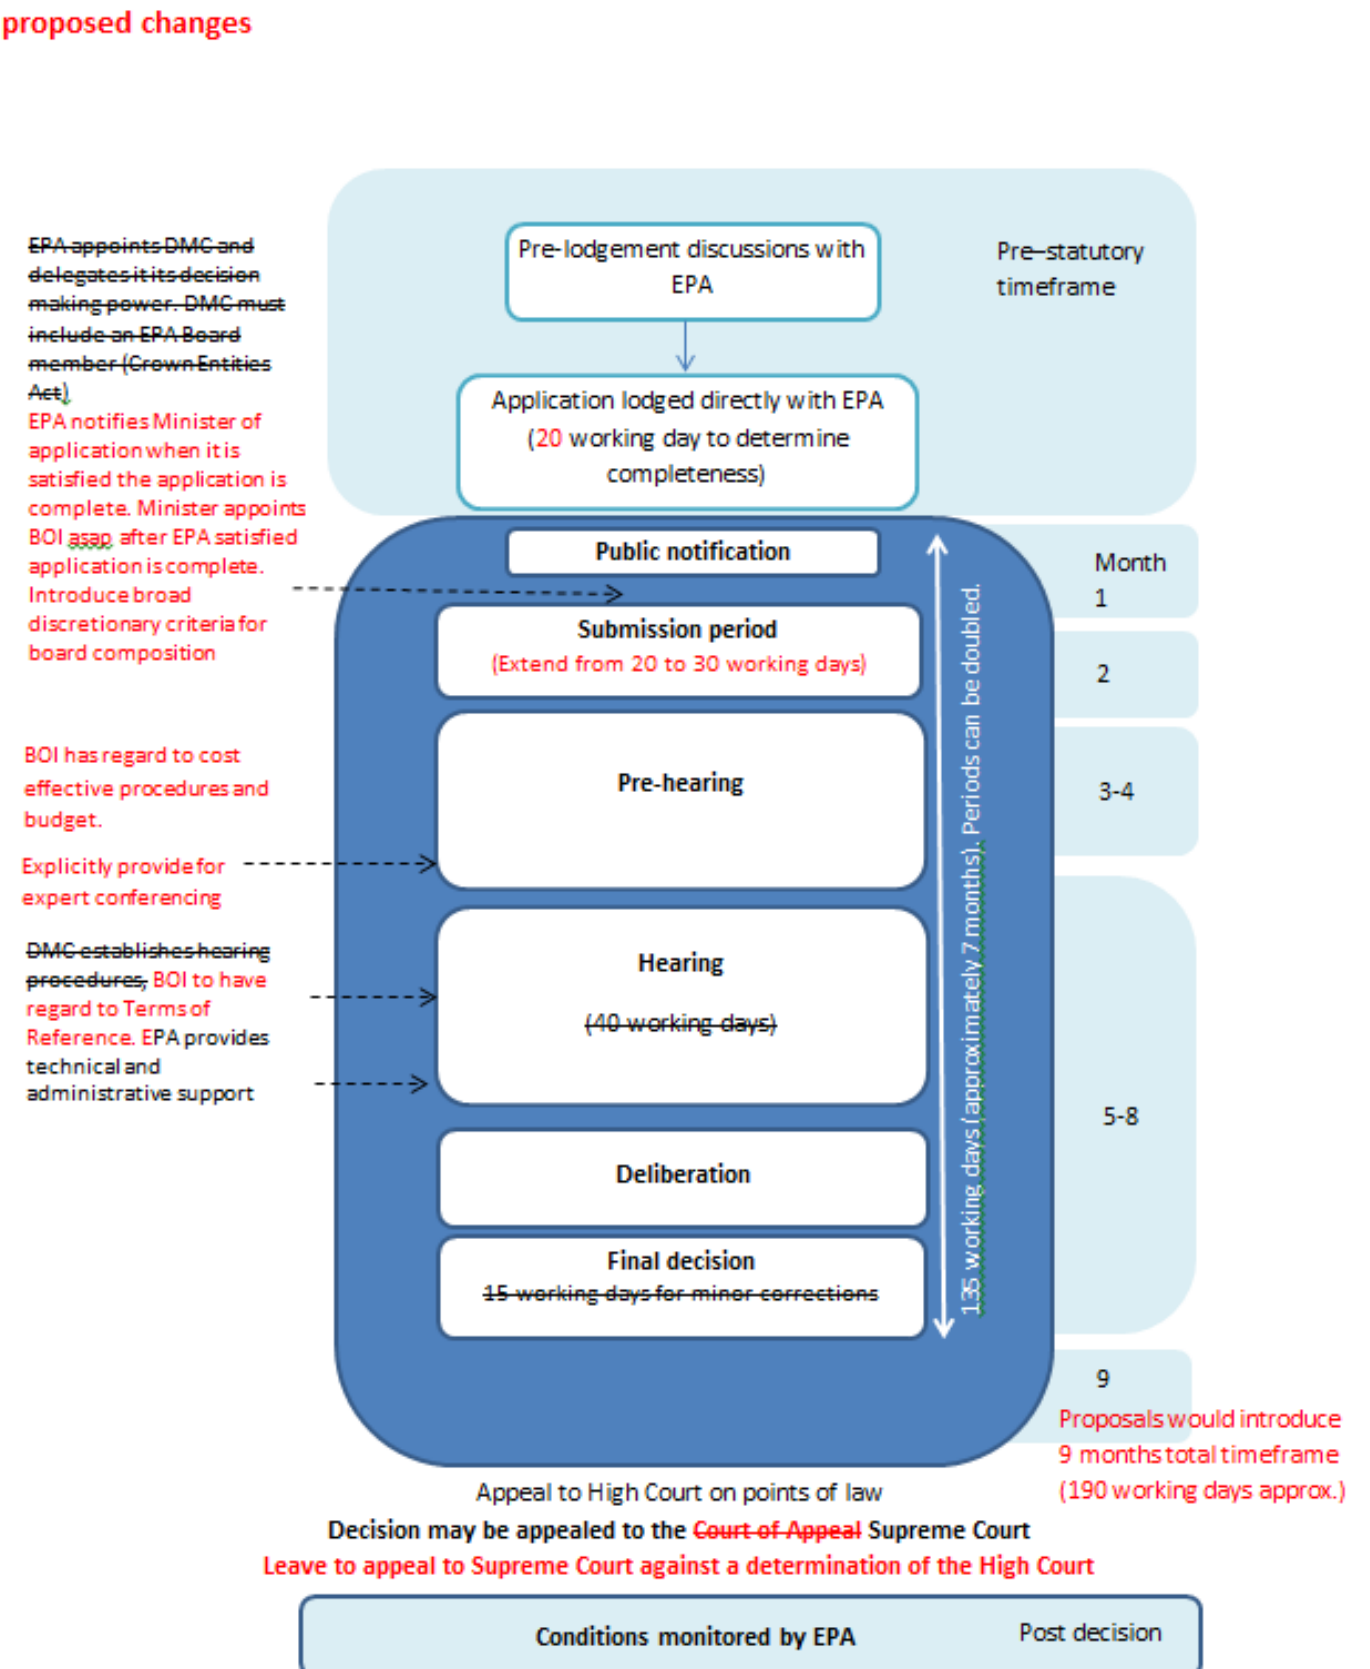 proposed changes
Pre-lodgement discussions with
EPA
Pre–statutory
timeframe
EPA appoints DMC and
delegates it its decision
making power. DMC must
include an EPA Board
member (Crown Entities
Act)
EPA notifies Minister of
application when it is
satisfied the application is
complete. Minister appoints
BOI asap after EPA satisfied
application is complete.
Introduce broad
discretionary criteria for
board composition
Application lodged directly with EPA
(20 working day to determine
completeness)
Public notification
Month
1
Submission period
(Extend from 20 to 30 working days)
2
BOI has regard to cost
effective procedures and
budget.
Explicitly provide for
expert conferencing
Pre-hearing
3-4
DMC establishes hearing
procedures, BOI to have
regard to Terms of
Reference. EPA provides
technical and
administrative support
Hearing
(40 working days)
135 working days (approximately 7 months). Periods can be doubled.
5-8
Deliberation
Final decision
15 working days for minor corrections
9
Proposals would introduce
9 months total timeframe
(190 working days approx.)
Appeal to High Court on points of law
Decision may be appealed to the Court of Appeal Supreme Court
Leave to appeal to Supreme Court against a determination of the High Court
Conditions monitored by EPA
Post decision